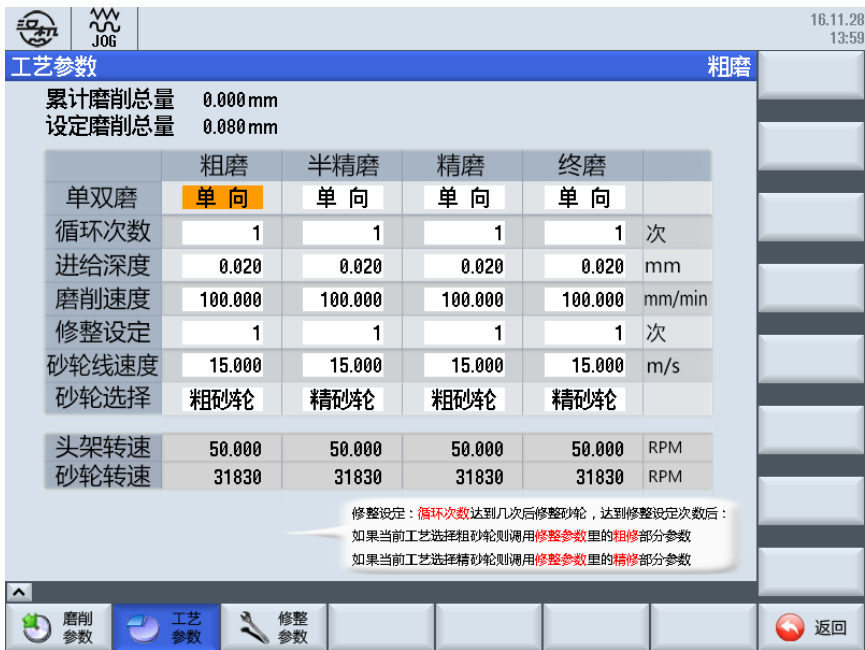 汉机
JOG
16.11.28
13:59
工艺参数 粗磨
累计磨削总量 0.000 mm
设定磨削总量 0.080 mm
粗磨 半精磨 精磨 终磨
单双磨 单 向 单 向 单 向 单 向
循环次数 1 1 1 1 次
进给深度 0.020 0.020 0.020 0.020 mm
磨削速度 100.000 100.000 100.000 100.000 mm/min
修整设定 1 1 1 1 次
砂轮线速度 15.000 15.000 15.000 15.000 m/s
砂轮选择 粗砂轮 精砂轮 粗砂轮 精砂轮
头架转速 50.000 50.000 50.000 50.000 RPM
砂轮转速 31830 31830 31830 31830 RPM
修整设定：循环次数达到几次后修整砂轮，达到修整设定次数后：
如果当前工艺选择粗砂轮则调用修整参数里的粗修部分参数
如果当前工艺选择精砂轮则调用修整参数里的精修部分参数
磨削
参数
工艺
参数
修整
参数
返回